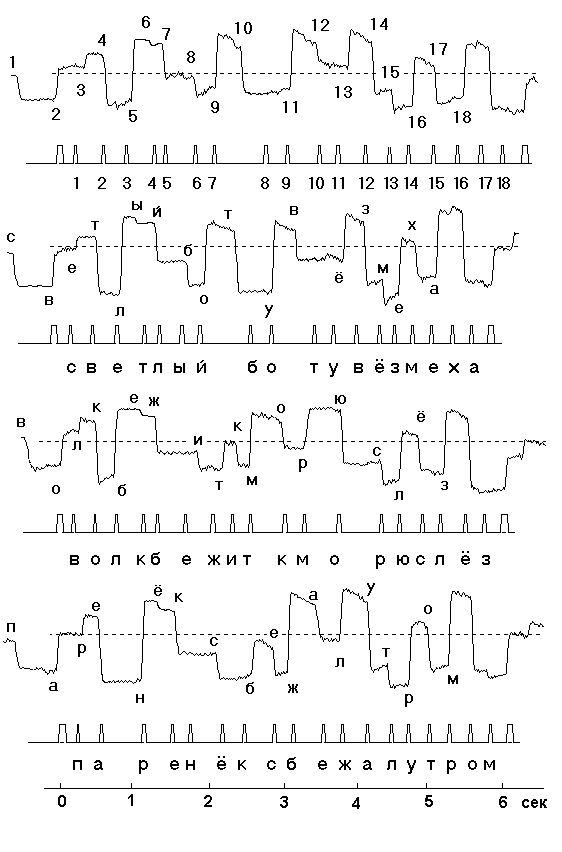 1 2 3 4 5 6 7 8 9 10 11 12 13 14 15 16 17 18
1 2 3 4 5 6 7 8 9 10 11 12 13 14 15 16 17 18
с в е т л ы й б о т у в ё з м е х а
с в е т л ы й б о т у в ё з м е х а
в о л к б е ж и т к м о р ю с л ё з
в о л к б е ж и т к м о р ю с л ё з
п а р е н ё к с б е ж а л у т р о м
п а р е н ё к с б е ж а л у т р о м
0 1 2 3 4 5 6 сек